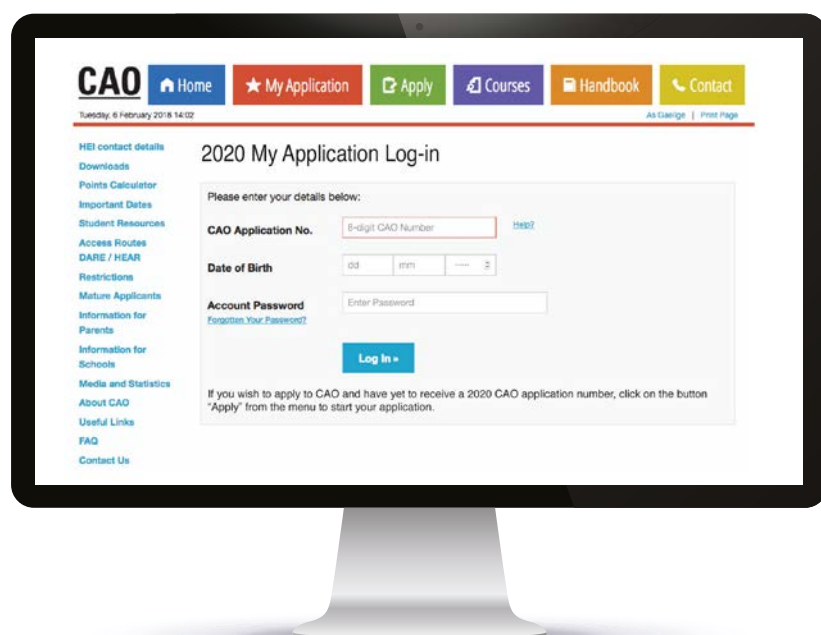 CAO
Home
My Application
Apply
Courses
Handbook
Contact
Tuesday, 6 February 2018 14:02
As Gaeilge | Print Page
HEI contact details
Downloads
Points Calculator
Important Dates
Student Resources
Access Routes
DARE / HEAR
Restrictions
Mature Applicants
Information for
Parents
Information for
Schools
Media and Statistics
About CAO
Useful Links
FAQ
Contact Us
2020 My Application Log-in
Please enter your details below:
CAO Application No.
8-digit CAO Number
Help?
Date of Birth
dd
mm
----
Account Password
Enter Password
Forgotten Your Password?
Log In »
If you wish to apply to CAO and have yet to receive a 2020 CAO application number, click on the button
"Apply" from the menu to start your application.